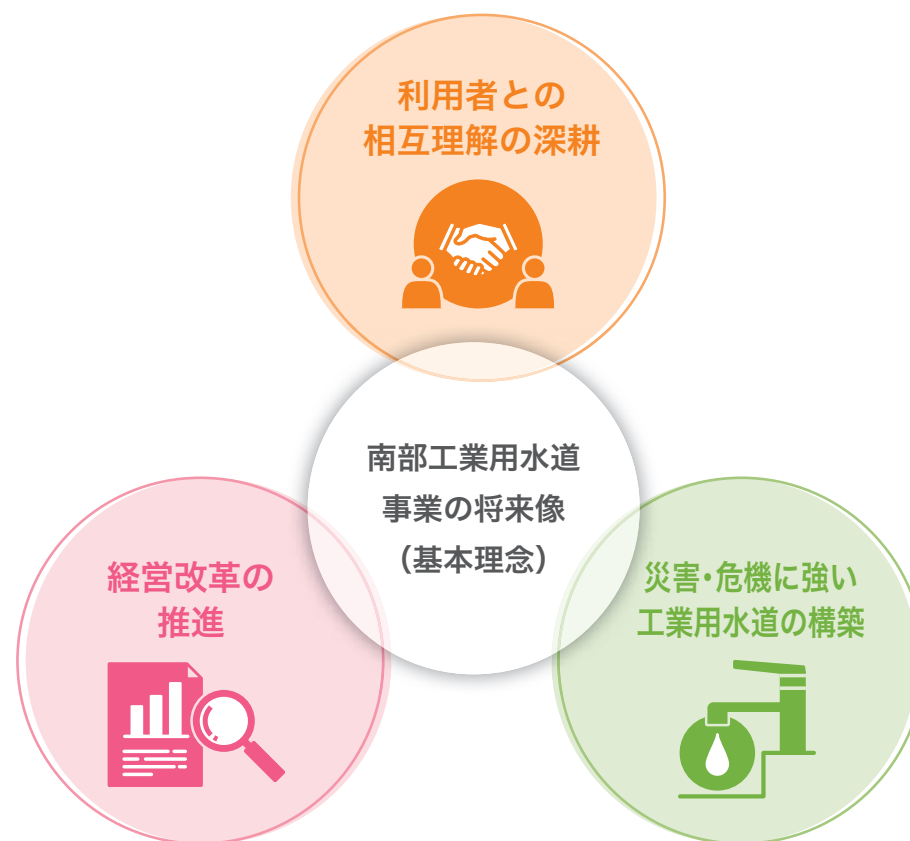 利用者との
相互理解の深耕
南部工業用水道
事業の将来像
（基本理念）
経営改革の
推進
災害・危機に強い
工業用水道の構築